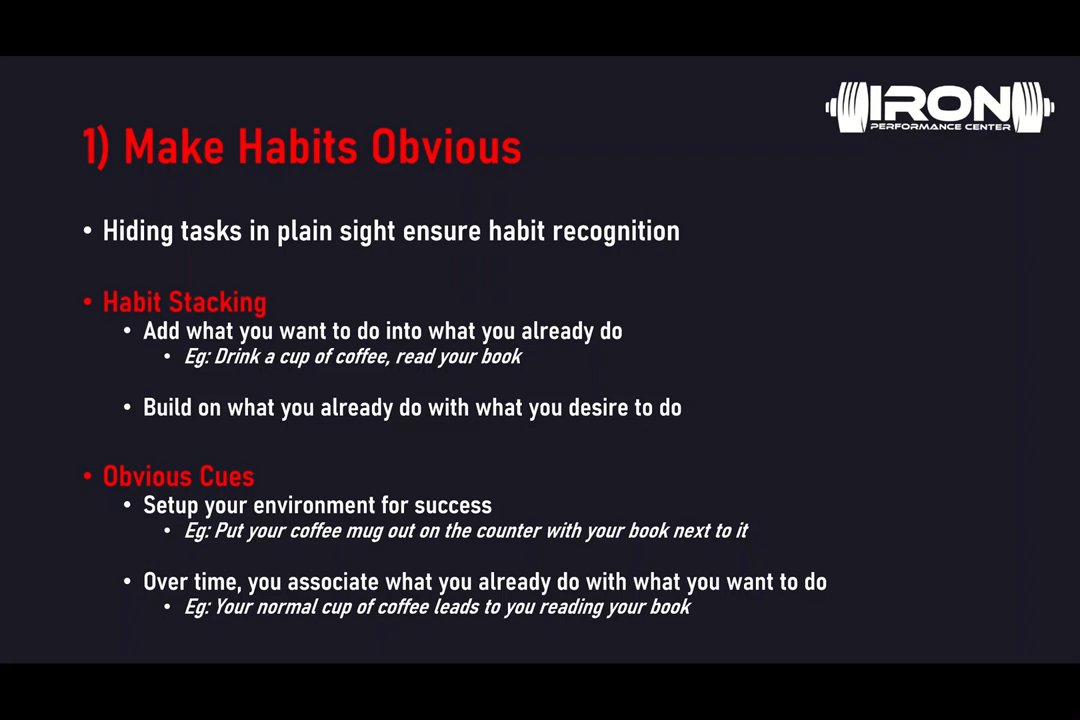 IRON
PERFORMANCE CENTER
1) Make Habits Obvious
• Hiding tasks in plain sight ensure habit recognition
• Habit Stacking
• Add what you want to do into what you already do
• Eg: Drink a cup of coffee, read your book
• Build on what you already do with what you desire to do
• Obvious Cues
• Setup your environment for success
• Eg: Put your coffee mug out on the counter with your book next to it
• Over time, you associate what you already do with what you want to do
• Eg: Your normal cup of coffee leads to you reading your book